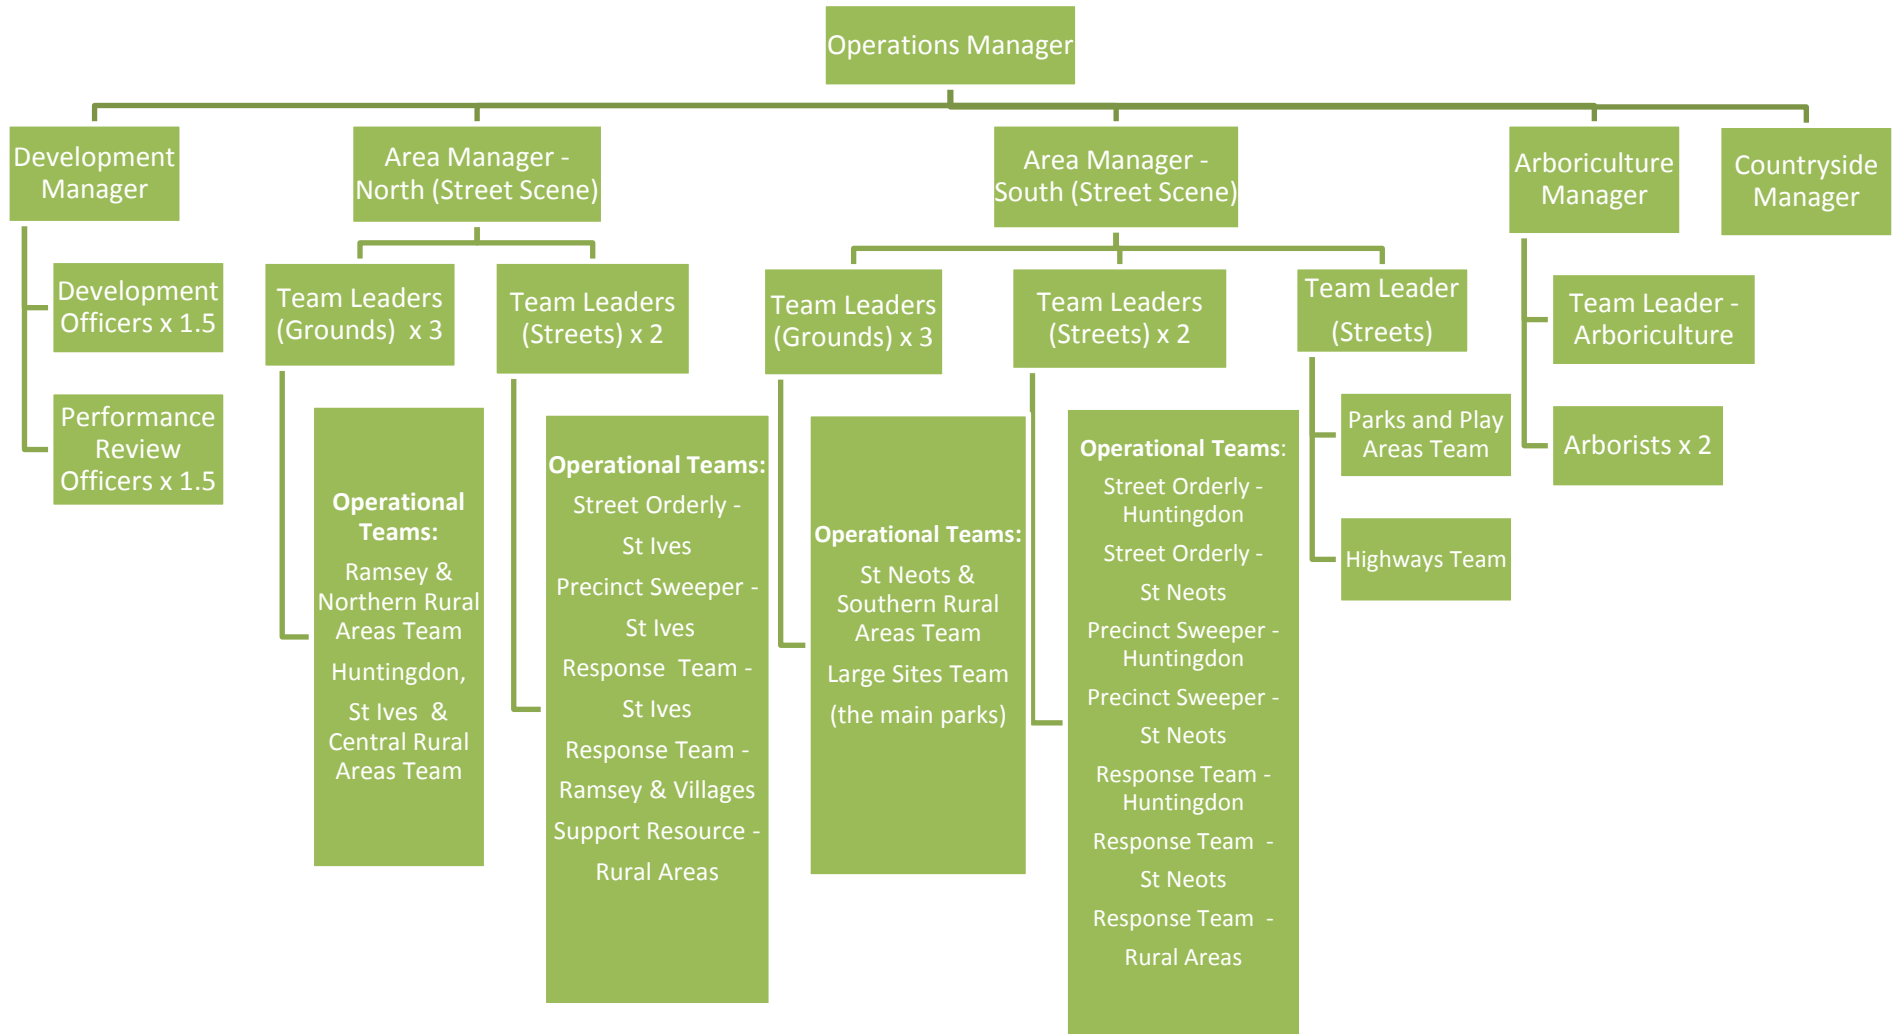 Operations Manager
Development
Manager
Area Manager -
North (Street Scene)
Area Manager -
South (Street Scene)
Arboriculture
Manager
Countryside
Manager
Development
Officers x 1.5
Performance
Review
Officers x 1.5
Team Leaders
(Grounds) x 3
Operational
Teams:
Ramsey &
Northern Rural
Areas Team
Huntingdon,
St Ives &
Central Rural
Areas Team
Team Leaders
(Streets) x 2
Operational Teams:
Street Orderly -
St Ives
Precinct Sweeper -
St Ives
Response Team -
St Ives
Response Team -
Ramsey & Villages
Support Resource -
Rural Areas
Team Leaders
(Grounds) x 3
Operational Teams:
St Neots &
Southern Rural
Areas Team
Large Sites Team
(the main parks)
Team Leaders
(Streets) x 2
Operational Teams:
Street Orderly -
Huntingdon
Street Orderly -
St Neots
Precinct Sweeper -
Huntingdon
Precinct Sweeper -
St Neots
Response Team -
Huntingdon
Response Team -
St Neots
Response Team -
Rural Areas
Team Leader
(Streets)
Parks and Play
Areas Team
Highways Team
Team Leader -
Arboriculture
Arborists x 2